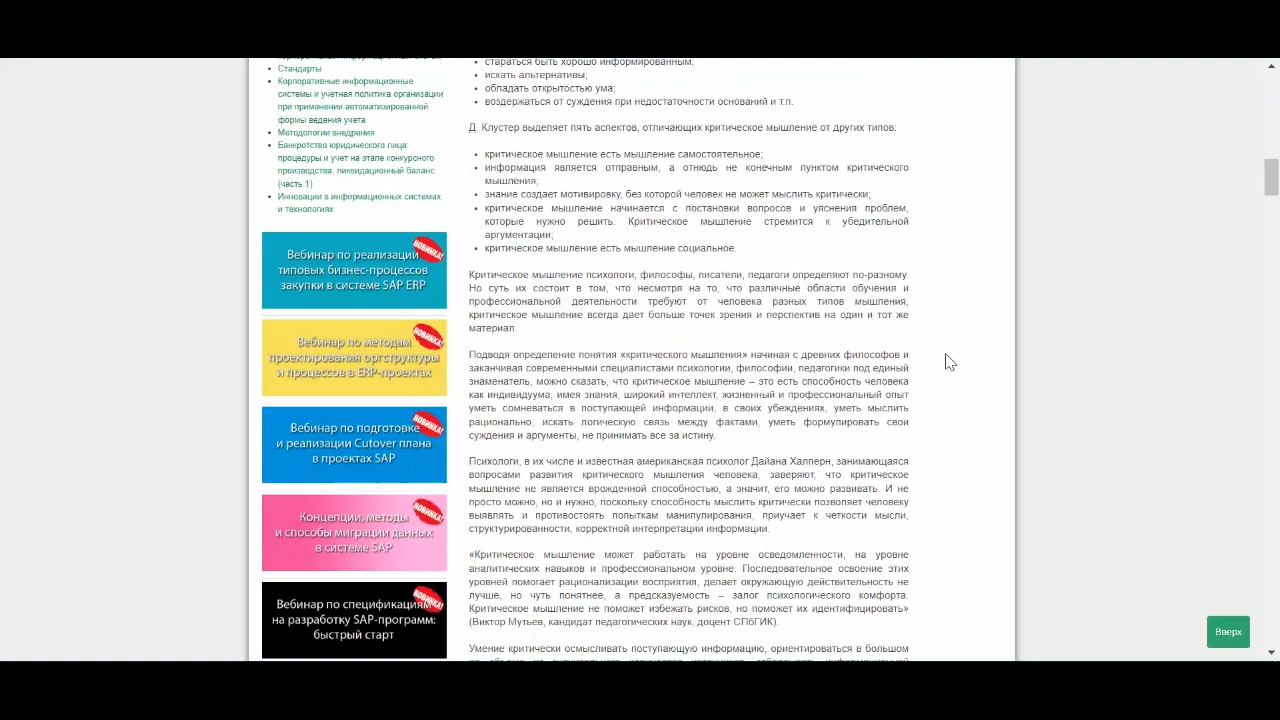 Стандарты
Корпоративные информационные
системы и учетная политика организации
при применении автоматизированной
формы ведения учета
Методологии внедрения
Банкротство юридического лица:
процедуры и учет на этапе конкурсного
производства, ликвидационный баланс
(часть 1)
Инновации в информационных системах
и технологиях
НОВИНКА!
Вебинар по реализации
типовых бизнес-процессов
закупки в системе SAP ERP
НОВИНКА!
Вебинар по методам
проектирования оргструктуры
и процессов в ERP-проектах
НОВИНКА!
Вебинар по подготовке
и реализации Cutover плана
в проектах SAP
НОВИНКА!
Концепции, методы
и способы миграции данных
в системе SAP
НОВИНКА!
Вебинар по спецификациям
на разработку SAP-программ:
быстрый старт
стараться быть хорошо информированным;
искать альтернативы;
обладать открытостью ума;
воздержаться от суждения при недостаточности оснований и т.п.
Д. Клустер выделяет пять аспектов, отличающих критическое мышление от других типов:
критическое мышление есть мышление самостоятельное;
информация является отправным, а отнюдь не конечным пунктом критического
мышления;
знание создает мотивировку, без которой человек не может мыслить критически;
критическое мышление начинается с постановки вопросов и уяснения проблем,
которые нужно решить. Критическое мышление стремится к убедительной
аргументации;
критическое мышление есть мышление социальное.
Критическое мышление психологи, философы, писатели, педагоги определяют по-разному.
Но суть их состоит в том, что несмотря на то, что различные области обучения и
профессиональной деятельности требуют от человека разных типов мышления,
критическое мышление всегда дает больше точек зрения и перспектив на один и тот же
материал.
Подводя определение понятия «критического мышления» начиная с древних философов и
заканчивая современными специалистами психологии, философии, педагогики под единый
знаменатель, можно сказать, что критическое мышление – это есть способность человека
как индивидуума, имея знания, широкий интеллект, жизненный и профессиональный опыт
уметь сомневаться в поступающей информации, в своих убеждениях, уметь мыслить
рационально, искать логическую связь между фактами, уметь формулировать свои
суждения и аргументы, не принимать все за истину.
Психологи, в их числе и известная американская психолог Дайана Халперн, занимающаяся
вопросами развития критического мышления человека, заверяют, что критическое
мышление не является врожденной способностью, а значит, его можно развивать. И не
просто можно, но и нужно, поскольку способность мыслить критически позволяет человеку
выявлять и противостоять попыткам манипулирования, приучает к четкости мысли,
структурированности, корректной интерпретации информации.
«Критическое мышление может работать на уровне осведомленности, на уровне
аналитических навыков и профессиональном уровне. Последовательное освоение этих
уровней помогает рационализации восприятия, делает окружающую действительность не
лучше, но чуть понятнее, а предсказуемость – залог психологического комфорта.
Критическое мышление не поможет избежать рисков, но поможет их идентифицировать»
(Виктор Мутьев, кандидат педагогических наук, доцент СПбГИК).
Умение критически осмысливать поступающую информацию, ориентироваться в большом
Вверх